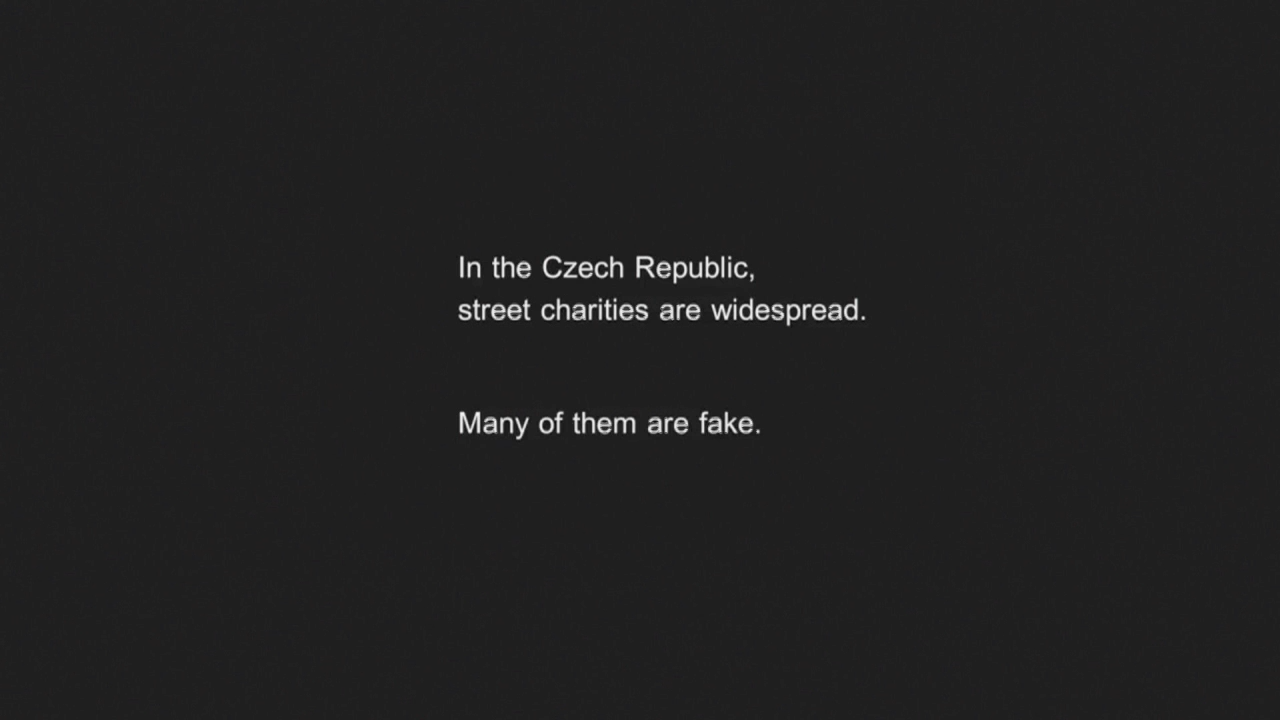 In the Czech Republic,
street charities are widespread.
Many of them are fake.